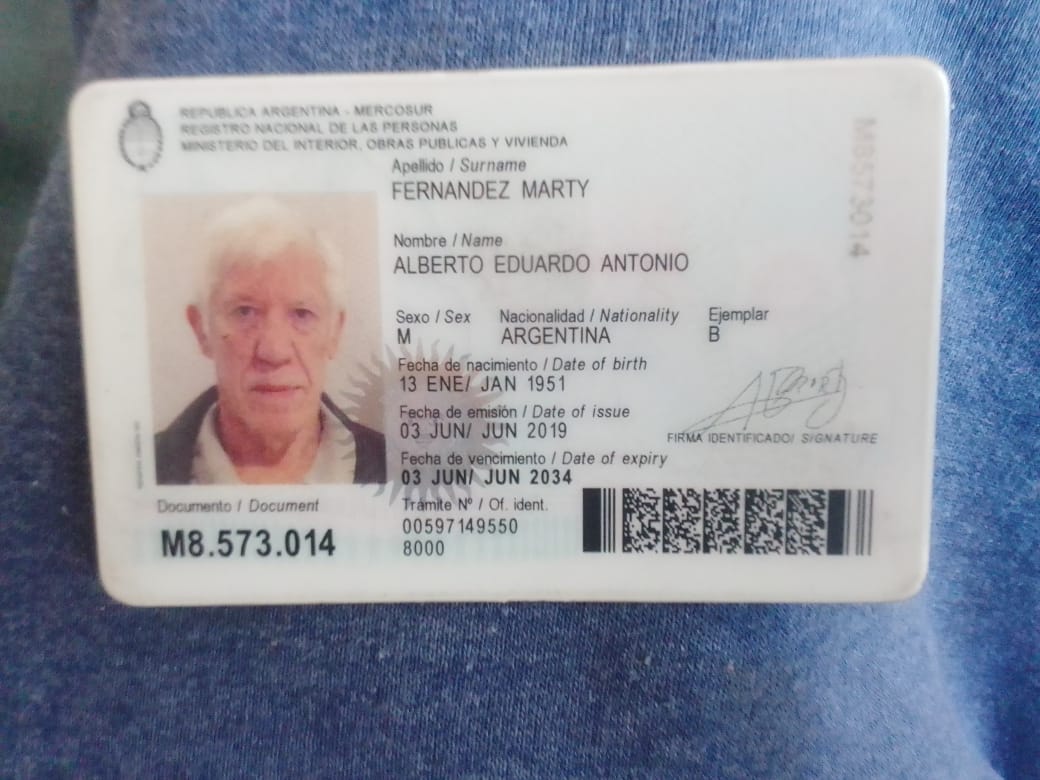 REPUBLICA ARGENTINA - MERCOSUR
REGISTRO NACIONAL DE LAS PERSONAS
MINISTERIO DEL INTERIOR, OBRAS PUBLICAS Y VIVIENDA
Apellido / Surname
FERNANDEZ MARTY
Nombre / Name
ALBERTO EDUARDO ANTONIO
Sexo / Sex Nacionalidad / Nationality Ejemplar
M ARGENTINA B
Fecha de nacimiento / Date of birth
13 ENE/ JAN 1951
Fecha de emisión / Date of issue
03 JUN/ JUN 2019
FIRMA IDENTIFICADO/ SIGNATURE
Fecha de vencimiento / Date of expiry
03 JUN/ JUN 2034
Documento / Document
M8.573.014
Trámite Nº / Of. ident.
00597149550
8000
M8573014